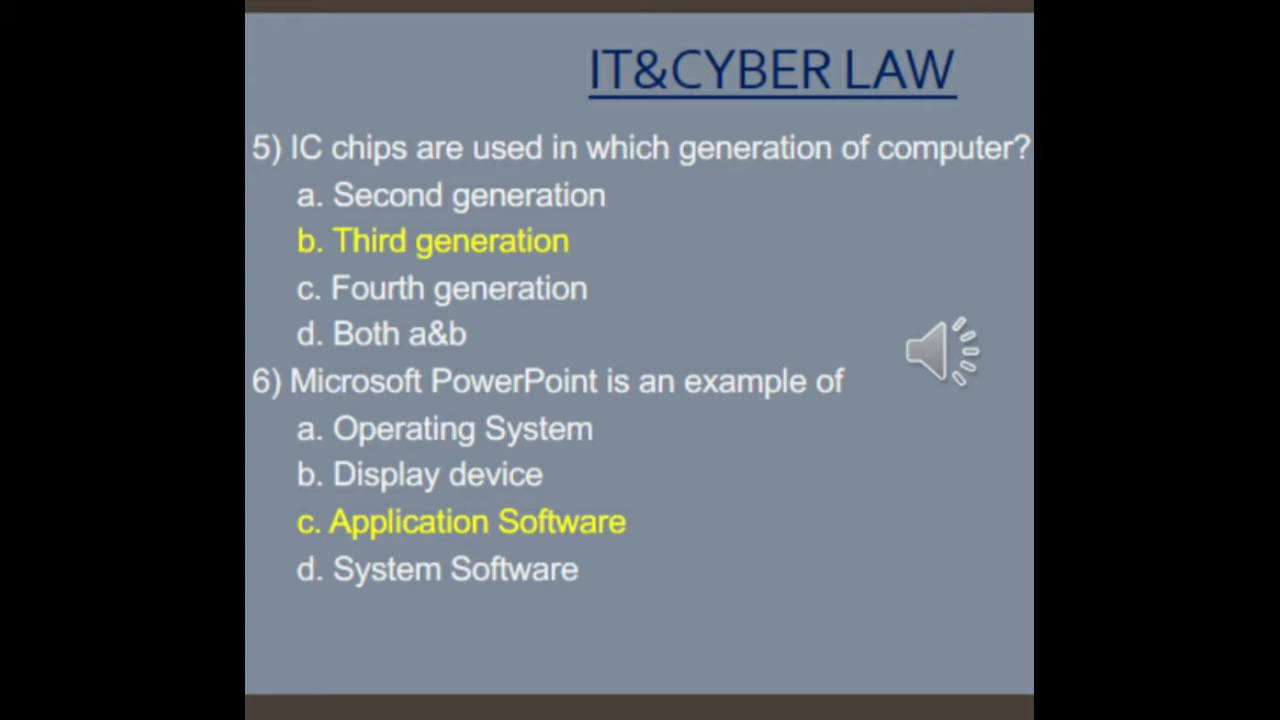 IT&CYBER LAW
5) IC chips are used in which generation of computer?
a. Second generation
b. Third generation
c. Fourth generation
d. Both a&b
6) Microsoft PowerPoint is an example of
a. Operating System
b. Display device
c. Application Software
d. System Software